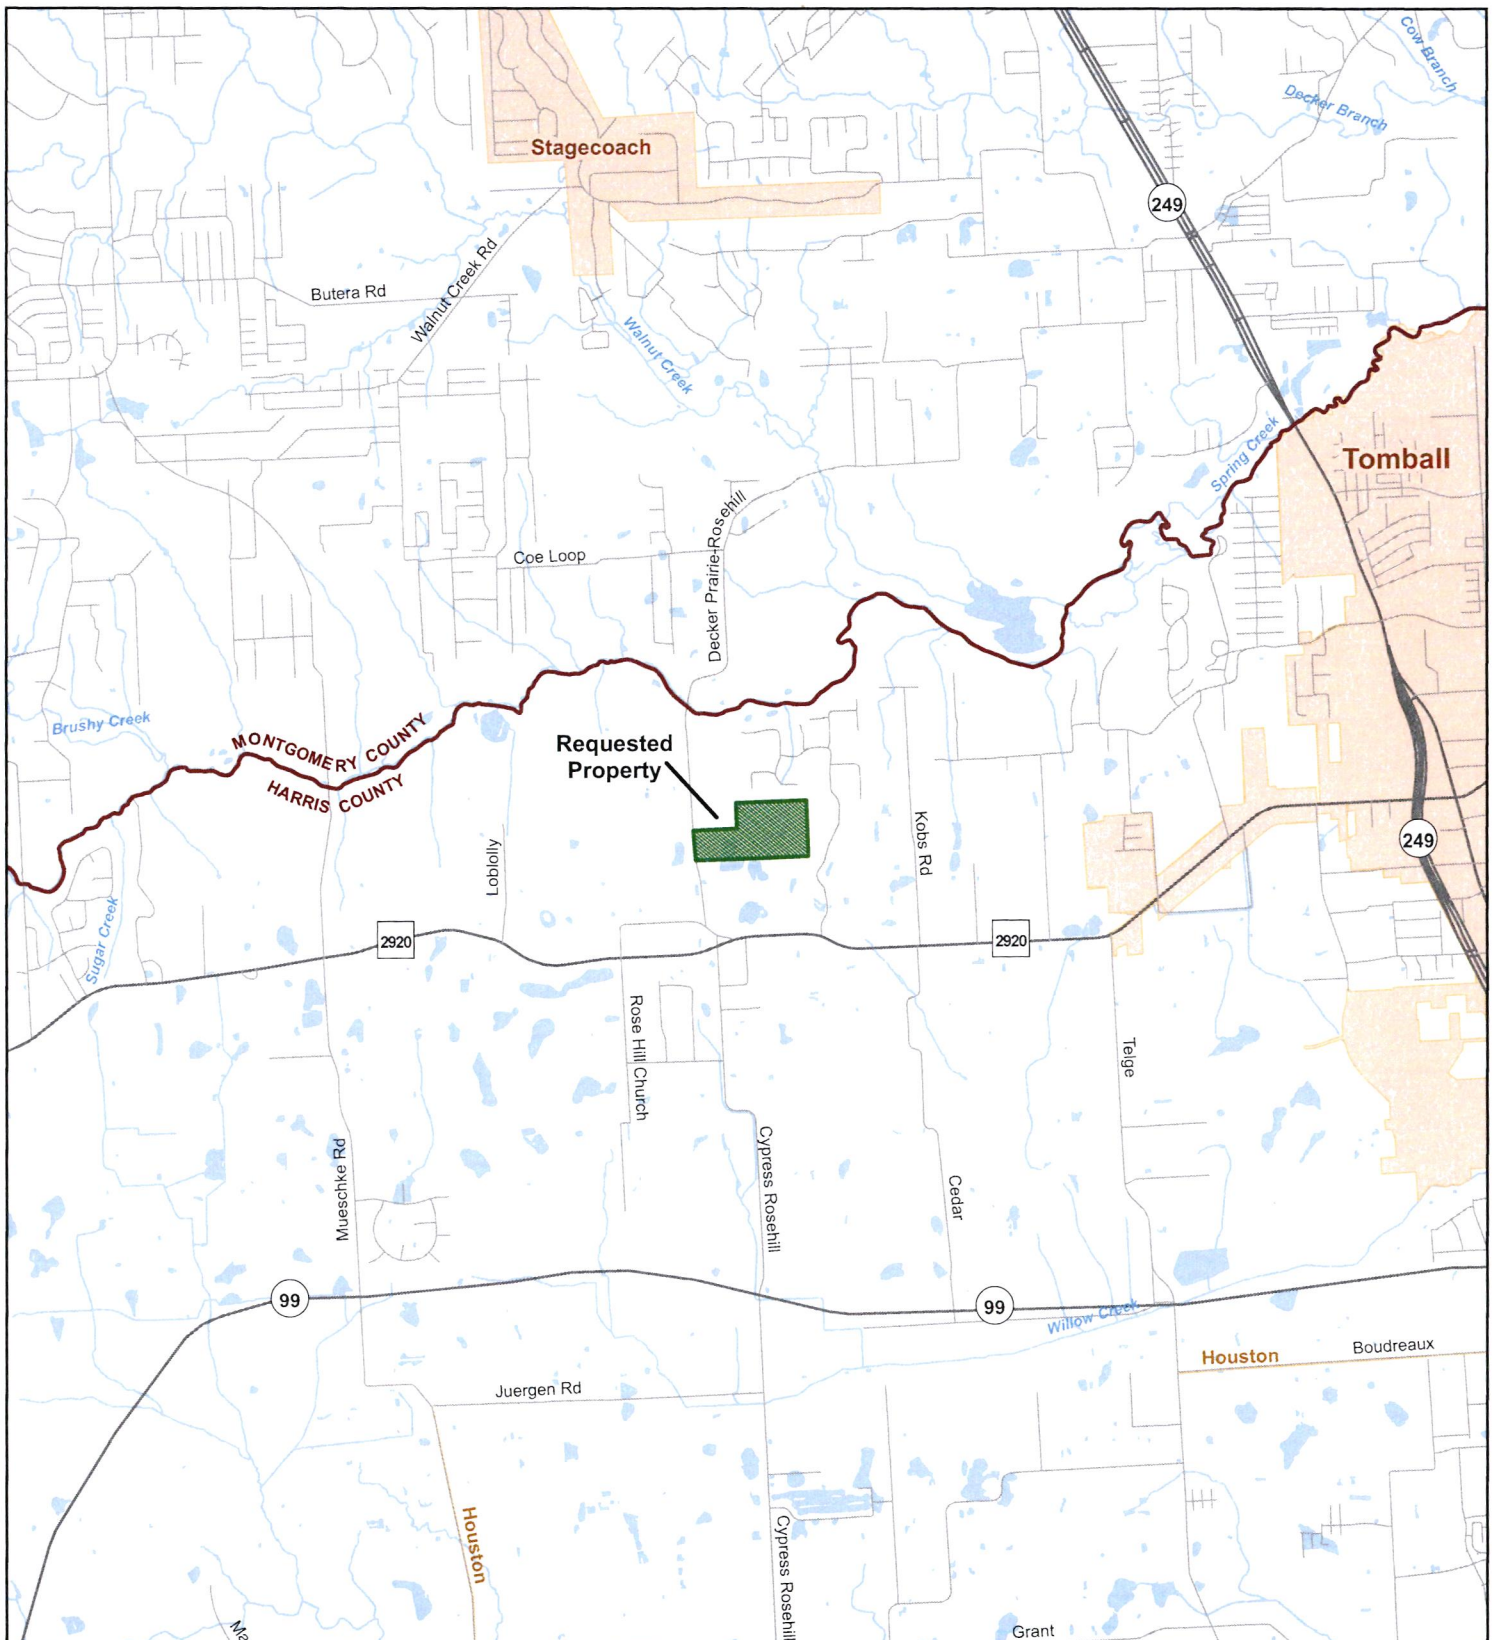 Cow Branch
Decker Branch
Stagecoach
249
Walnut Creek Rd
Butera Rd
Walnut Creek
Spring Creek
Tomball
Decker Prairie-Rosehill
Coe Loop
Brushy Creek
MONTGOMERY COUNTY
HARRIS COUNTY
Requested
Property
Kobs Rd
249
Loblolly
Sugar Creek
2920
2920
Rose Hill Church
Telge
Mueschke Rd
Cypress Rosehill
Cedar
99
99
Willow Creek
Houston
Boudreaux
Juergen Rd
Houston
Cypress Rosehill
Grant